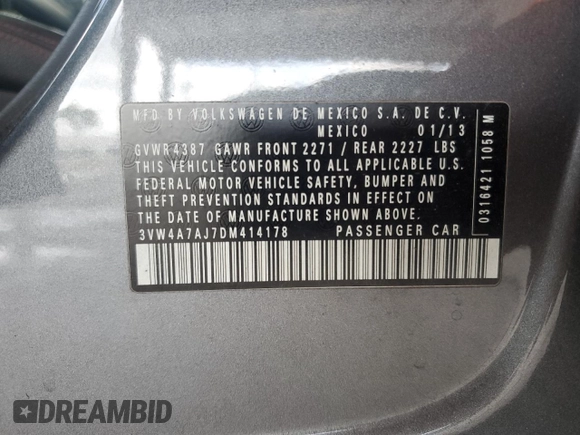 MFD BY VOLKSWAGEN DE MEXICO S.A. DE C.V.
MEXICO 01/13
GVWR 4387 GAWR FRONT 2271 / REAR 2227 LBS
THIS VEHICLE CONFORMS TO ALL APPLICABLE U.S.
FEDERAL MOTOR VEHICLE SAFETY, BUMPER AND
THEFT PREVENTION STANDARDS IN EFFECT ON
THE DATE OF MANUFACTURE SHOWN ABOVE.
3VW4A7AJ7DM414178 PASSENGER CAR
0316421 1058 M
DREAMBID